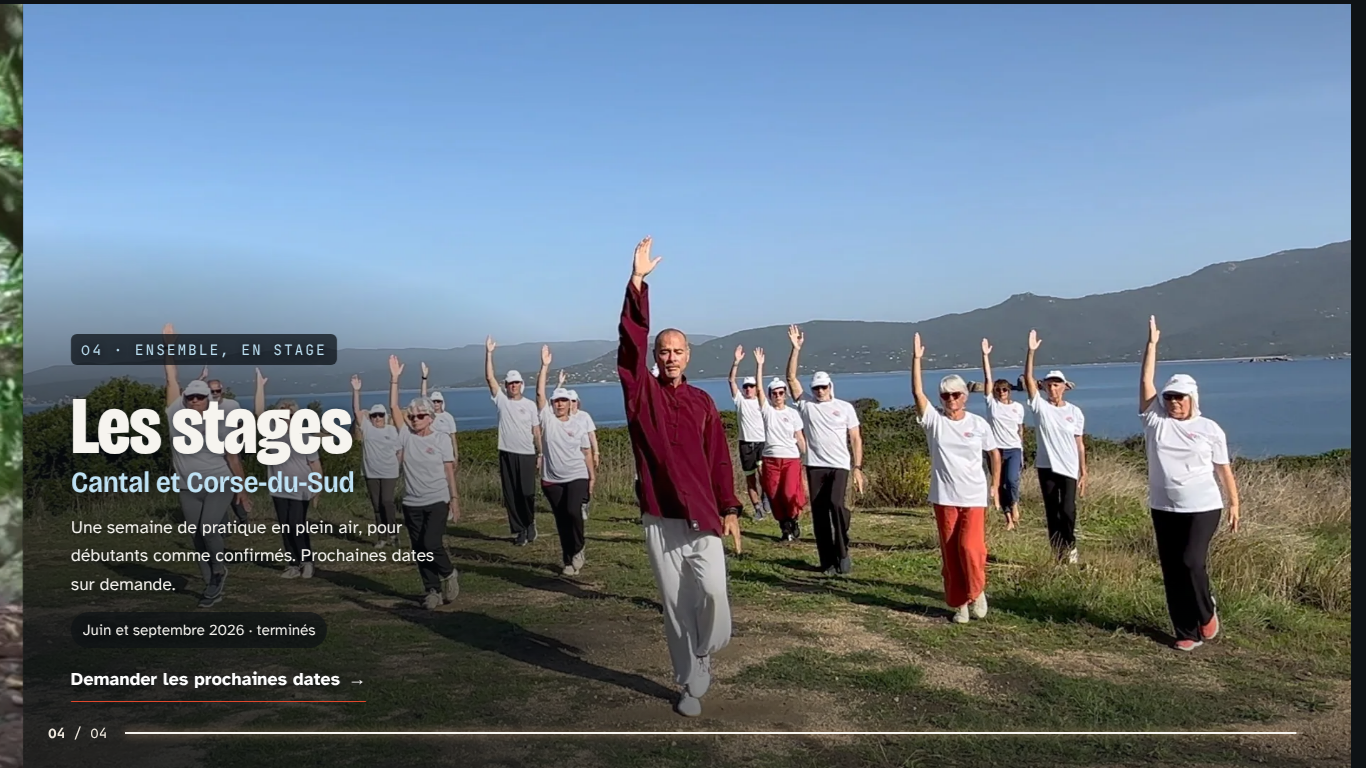 04 · ENSEMBLE, EN STAGE
Les stages
Cantal et Corse-du-Sud
Une semaine de pratique en plein air, pour
débutants comme confirmés. Prochaines dates
sur demande.
Juin et septembre 2026 · terminés
Demander les prochaines dates →
04 / 04